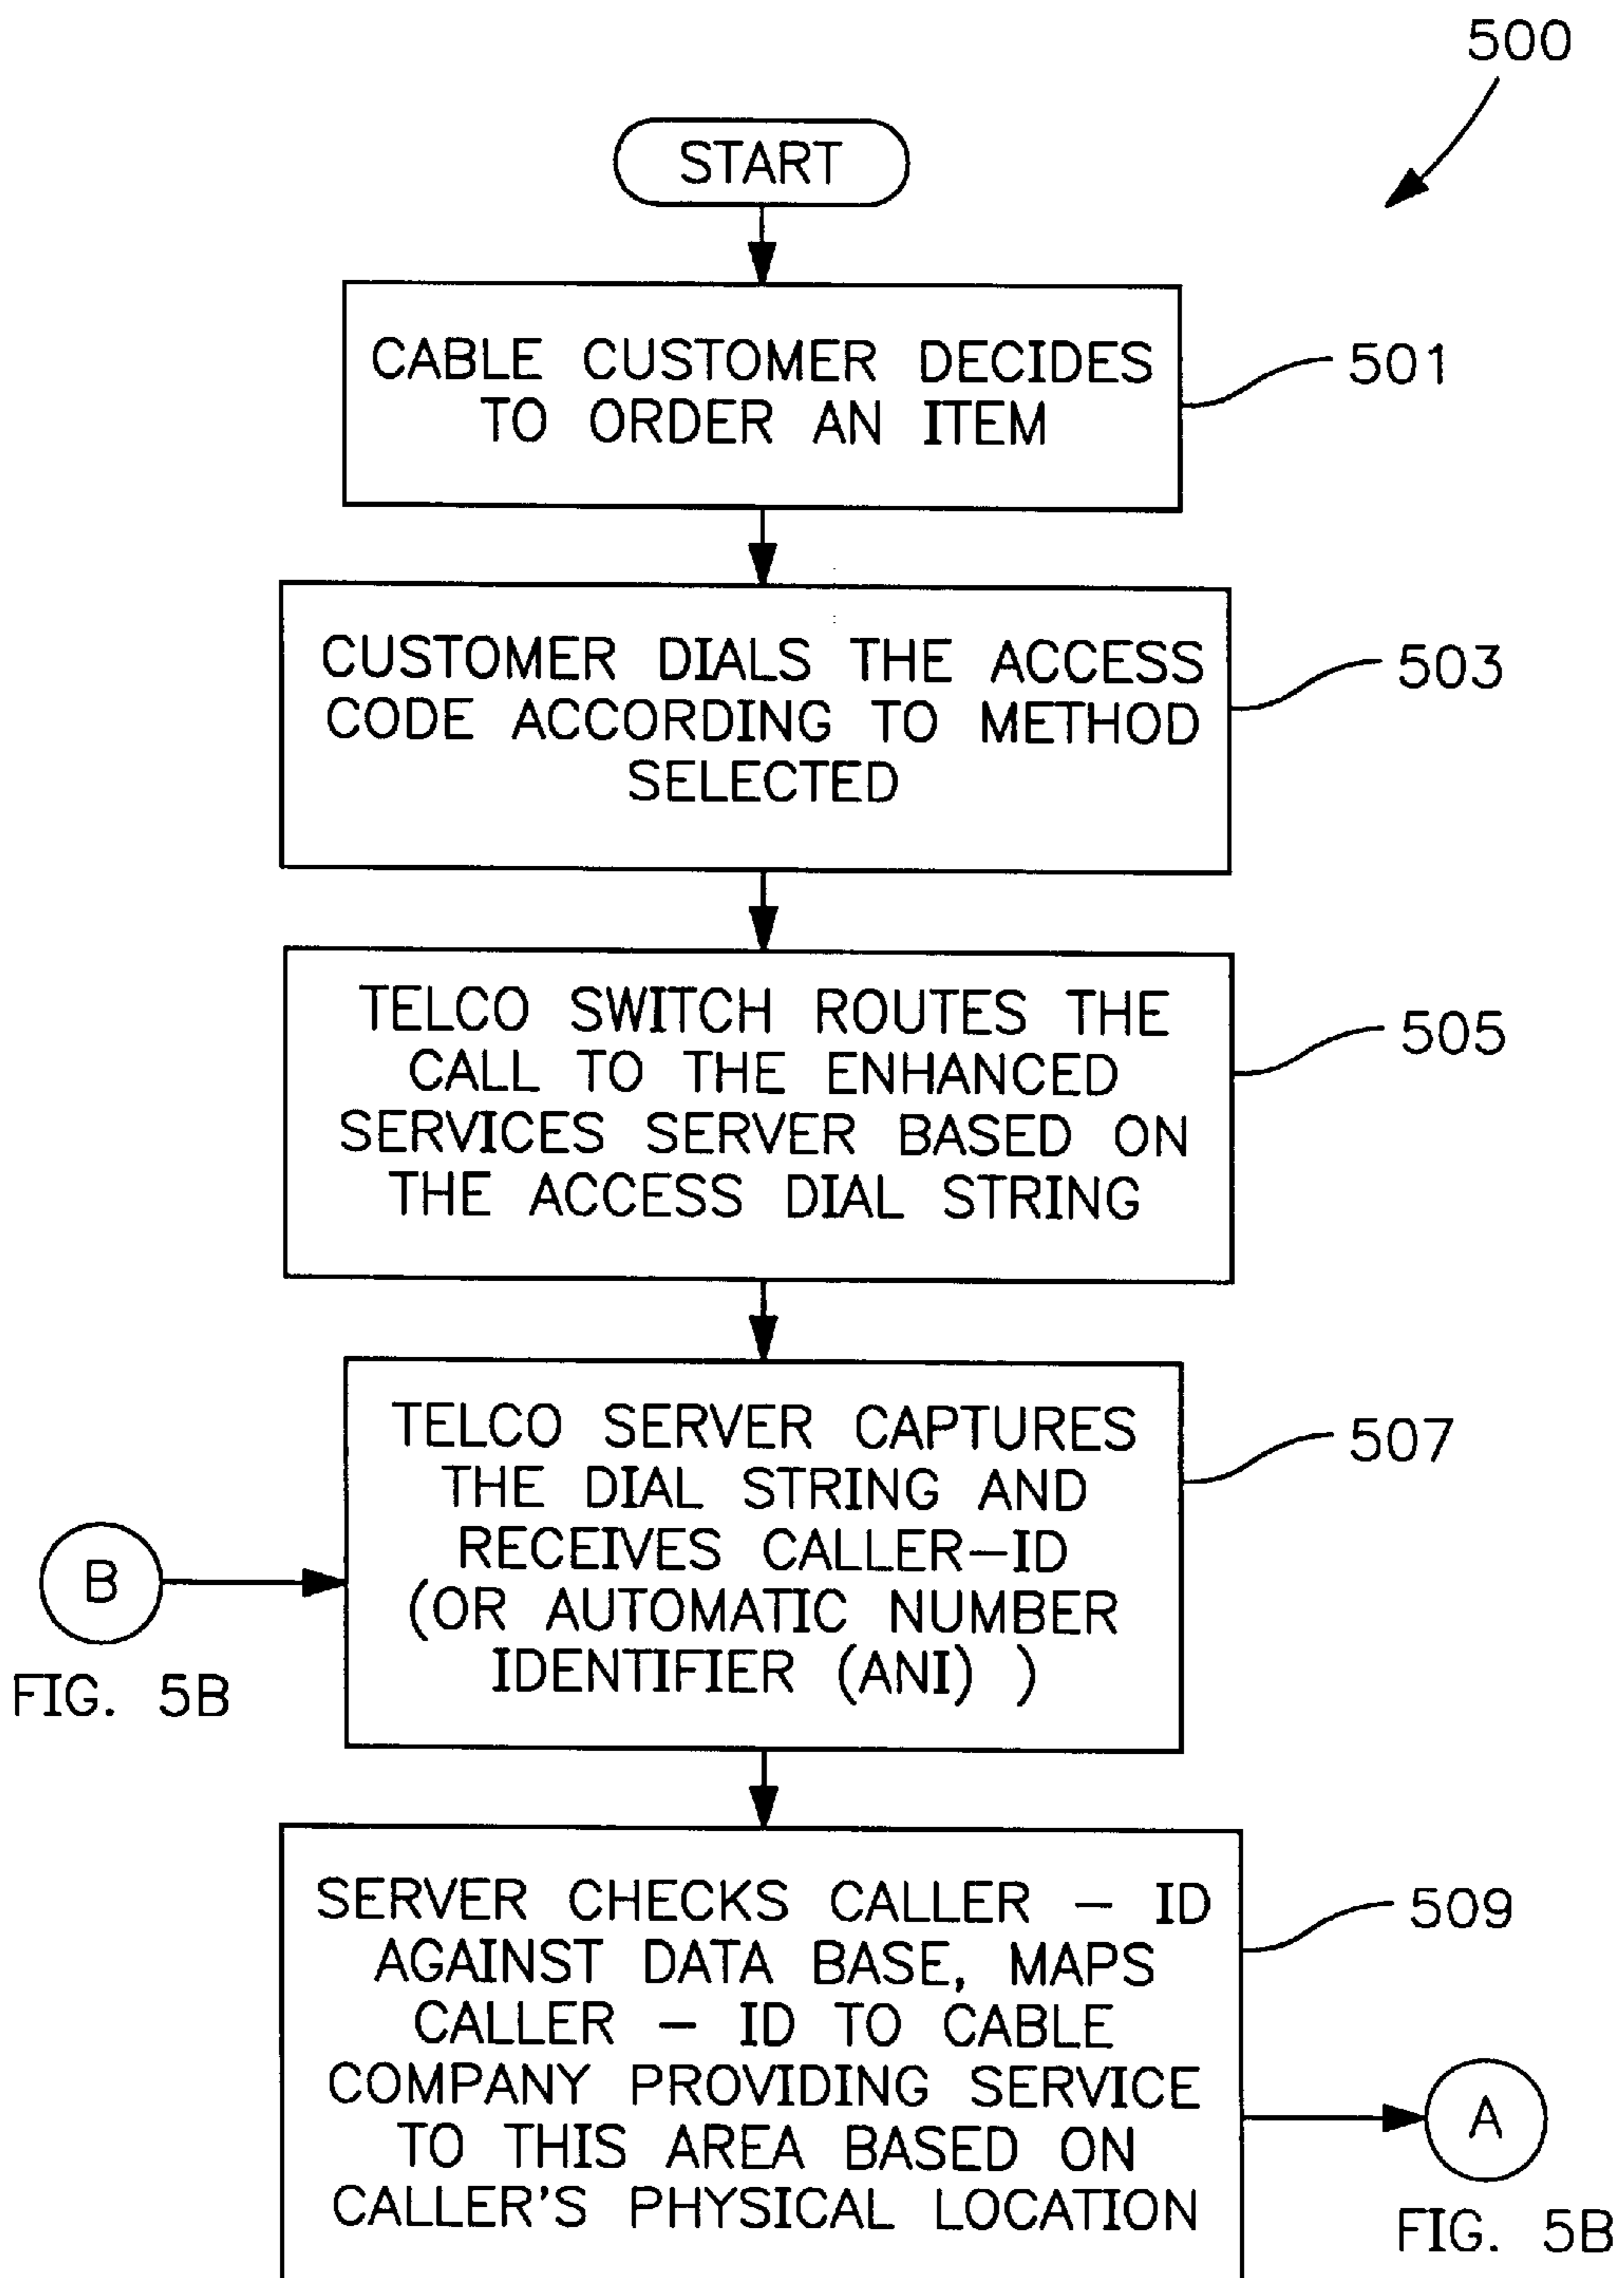 500
START
CABLE CUSTOMER DECIDES
TO ORDER AN ITEM
501
CUSTOMER DIALS THE ACCESS
CODE ACCORDING TO METHOD
SELECTED
503
TELCO SWITCH ROUTES THE
CALL TO THE ENHANCED
SERVICES SERVER BASED ON
THE ACCESS DIAL STRING
505
TELCO SERVER CAPTURES
THE DIAL STRING AND
RECEIVES CALLER-ID
(OR AUTOMATIC NUMBER
IDENTIFIER (ANI) )
507
B
FIG. 5B
SERVER CHECKS CALLER - ID
AGAINST DATA BASE, MAPS
CALLER - ID TO CABLE
COMPANY PROVIDING SERVICE
TO THIS AREA BASED ON
CALLER'S PHYSICAL LOCATION
509
A
FIG. 5B